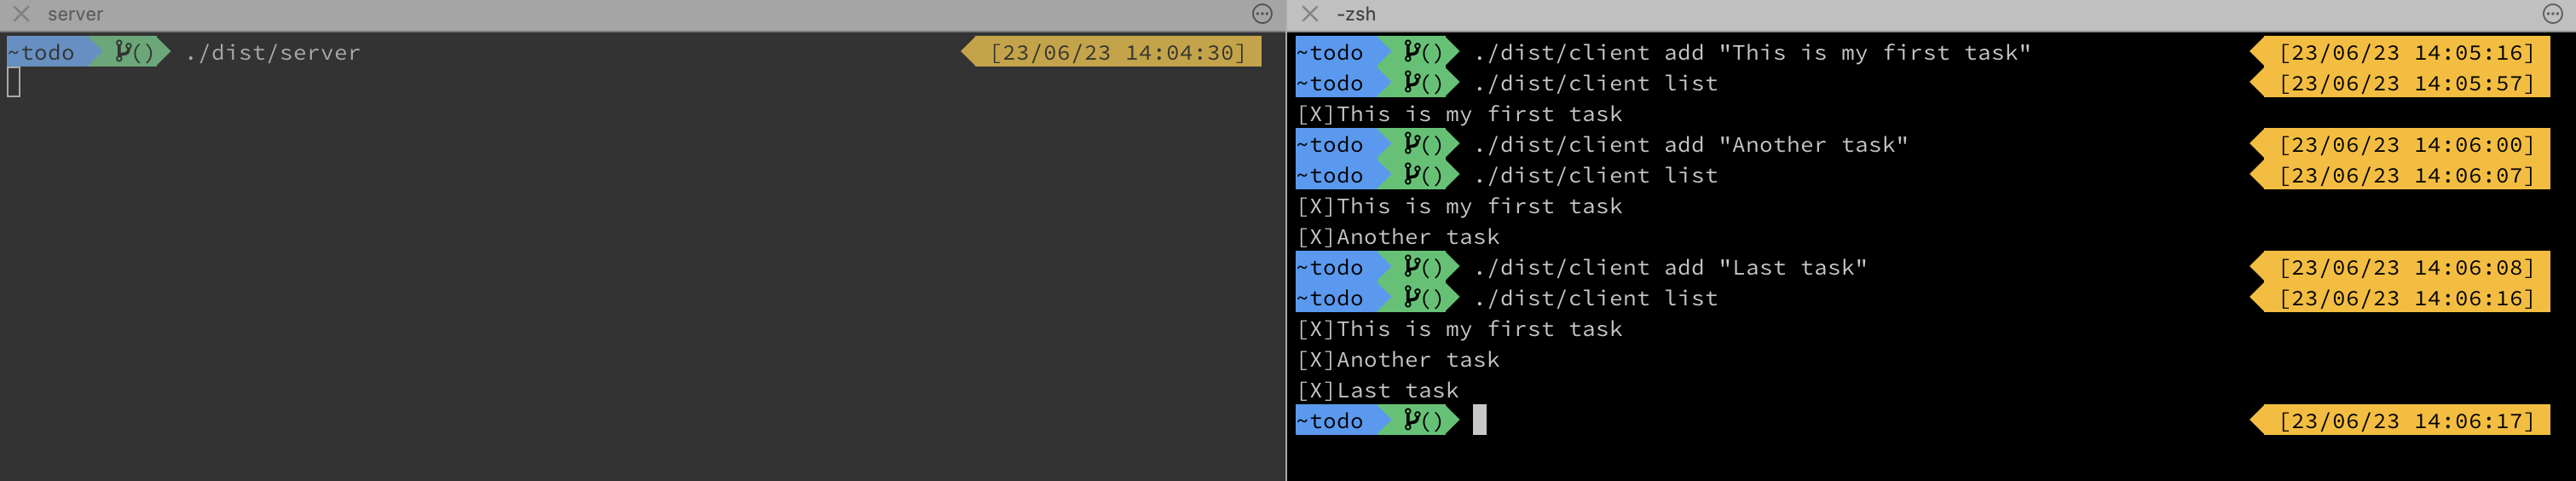 server
~todo () ./dist/server [23/06/23 14:04:30]
-zsh
~todo () ./dist/client add "This is my first task" [23/06/23 14:05:16]
~todo () ./dist/client list [23/06/23 14:05:57]
[X]This is my first task
~todo () ./dist/client add "Another task" [23/06/23 14:06:00]
~todo () ./dist/client list [23/06/23 14:06:07]
[X]This is my first task
[X]Another task
~todo () ./dist/client add "Last task" [23/06/23 14:06:08]
~todo () ./dist/client list [23/06/23 14:06:16]
[X]This is my first task
[X]Another task
[X]Last task
~todo () [23/06/23 14:06:17]